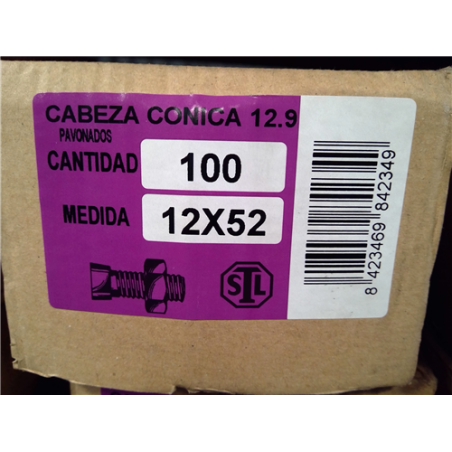 CABEZA CONICA 12.9
PAVONADOS
CANTIDAD 100
MEDIDA 12X52
STL
8 423469 842349